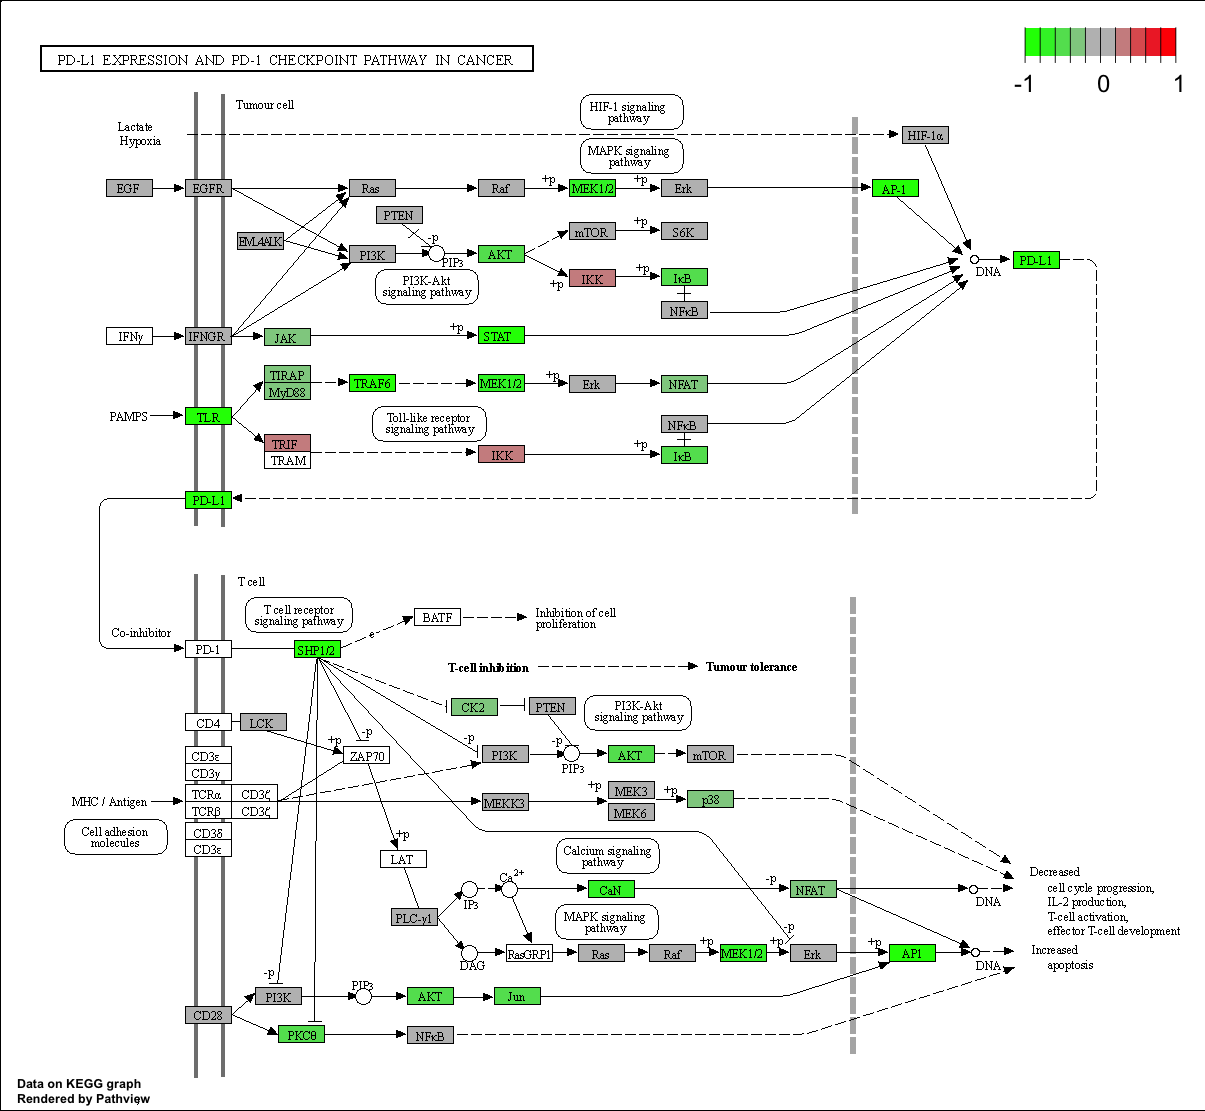 PD-L1 EXPRESSION AND PD-1 CHECKPOINT PATHWAY IN CANCER
-1 0 1
Tumour cell
HIF-1 signaling
pathway
Lactate
Hypoxia
HIF-1α
MAPK signaling
pathway
EGF EGFR Ras Raf +p MEK1/2 +p Erk AP-1
PTEN
EML4ALK -p mTOR +p S6K
PI3K PIP3 AKT PD-L1
DNA
PI3K-Akt
signaling pathway
+p IKK +p IκB
NFκB
IFNγ IFNGR JAK +p STAT
TIRAP
MyD88
TRAF6 MEK1/2 +p Erk NFAT
PAMPS TLR
Toll-like receptor
signaling pathway
NFκB
TRIF
TRAM
IKK +p IκB
PD-L1
T cell
T cell receptor
signaling pathway
BATF
Inhibition of cell
proliferation
Co-inhibitor
e
PD-1 SHP1/2
T-cell inhibition Tumour tolerance
CK2 PTEN
PI3K-Akt
signaling pathway
CD4 LCK
+p -p -p -p
CD3ε ZAP70 PI3K PIP3 AKT mTOR
CD3γ
MHC / Antigen
TCRα CD3ζ
TCRβ CD3ζ
MEKK3 +p MEK3 +p p38
MEK6
Cell adhesion
molecules
CD3δ
CD3ε
+p
LAT
Calcium signaling
pathway
Decreased
cell cycle progression,
IL-2 production,
T-cell activation,
effector T-cell development
Ca2+
IP3 CaN -p NFAT DNA
PLC-γ1
MAPK signaling
pathway
-p
DAG RasGRP1 Ras Raf +p MEK1/2 +p Erk +p AP1 DNA
Increased
apoptosis
-p
PI3K PIP3 AKT Jun
CD28
PKCθ NFκB
Data on KEGG graph
Rendered by Pathview